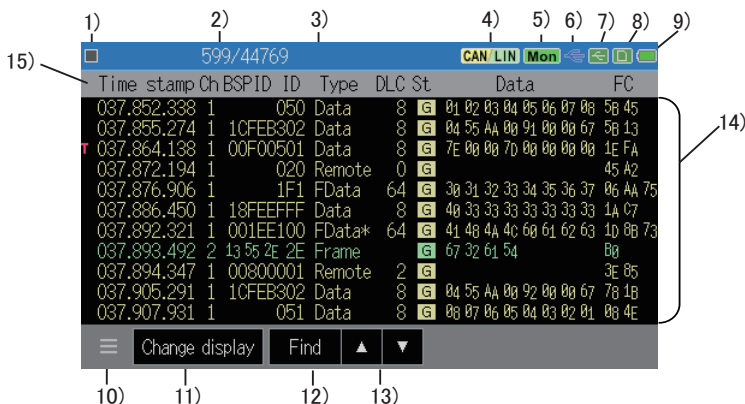 1) 2) 3) 4) 5) 6) 7) 8) 9)
599/44769 CAN/LIN Mon
15)
Time stamp Ch BSPID ID Type DLC St Data FC
037.852.338 1 050 Data 8 G 01 02 03 04 05 06 07 08 5B 45
037.855.274 1 1CFEB302 Data 8 G 04 55 AA 00 91 00 00 67 5B 13
T 037.864.138 1 00F00501 Data 8 G 7E 00 00 7D 00 00 00 00 1E FA
037.872.194 1 020 Remote 0 G 45 A2
037.876.906 1 1F1 FData 64 G 30 31 32 33 34 35 36 37 06 AA 75
037.886.450 1 18FEEFFF Data 8 G 40 33 33 33 33 33 33 33 1A C7
037.892.321 1 001EE100 FData* 64 G 41 48 4A 4C 60 61 62 63 1D 8B 73
037.893.492 2 13 55 2E 2E Frame G 67 32 61 54 B0
037.894.347 1 00800001 Remote 2 G 3E 85
037.905.291 1 1CFEB302 Data 8 G 04 55 AA 00 92 00 00 67 78 1B
037.907.931 1 051 Data 8 G 08 07 06 05 04 03 02 01 08 4E
14)
Change display Find ▲ ▼
10) 11) 12) 13)